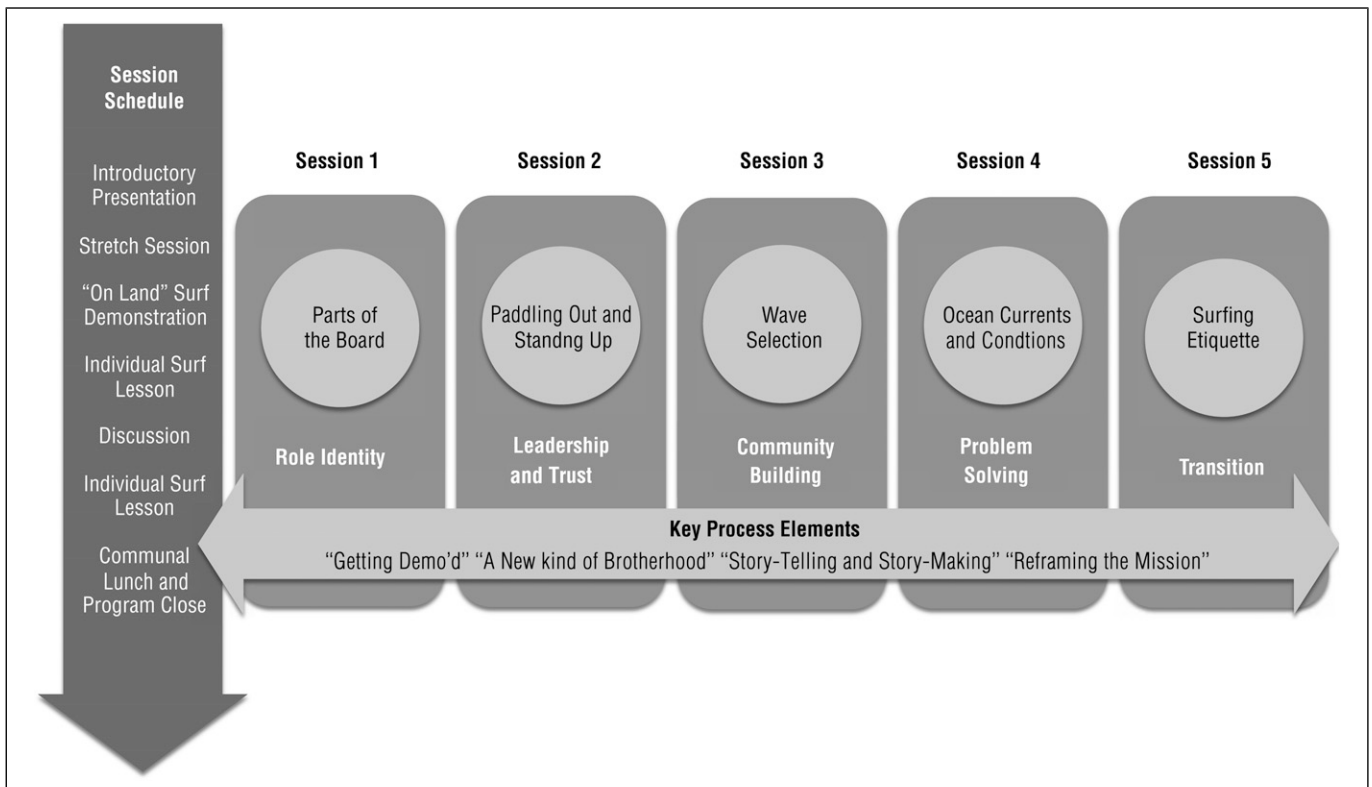 Session
Schedule
Introductory
Presentation
Stretch Session
“On Land” Surf
Demonstration
Individual Surf
Lesson
Discussion
Individual Surf
Lesson
Communal
Lunch and
Program Close
Session 1
Parts of
the Board
Role Identity
Session 2
Paddling Out and
Standng Up
Leadership
and Trust
Session 3
Wave
Selection
Community
Building
Session 4
Ocean Currents
and Condtions
Problem
Solving
Session 5
Surfing
Etiquette
Transition
Key Process Elements
“Getting Demo’d” “A New kind of Brotherhood” “Story-Telling and Story-Making” “Reframing the Mission”